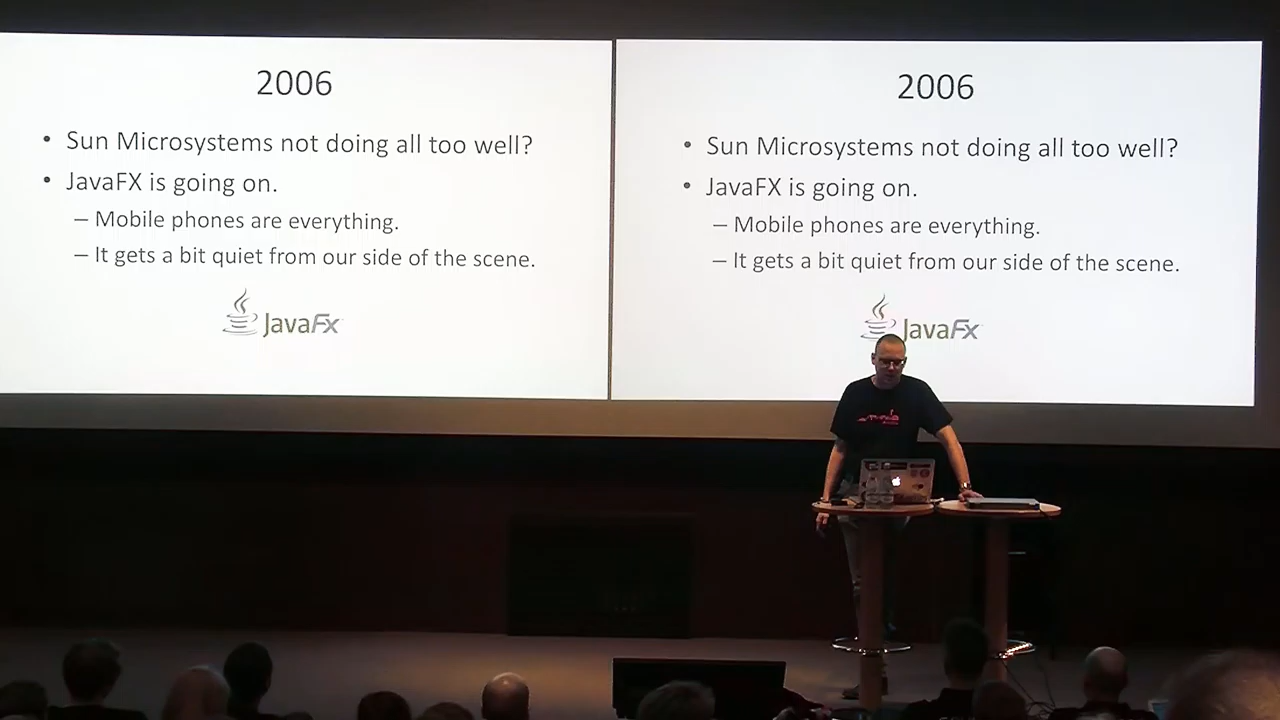 2006
• Sun Microsystems not doing all too well?
• JavaFX is going on.
– Mobile phones are everything.
– It gets a bit quiet from our side of the scene.
JavaFx
2006
• Sun Microsystems not doing all too well?
• JavaFX is going on.
– Mobile phones are everything.
– It gets a bit quiet from our side of the scene.
JavaFx